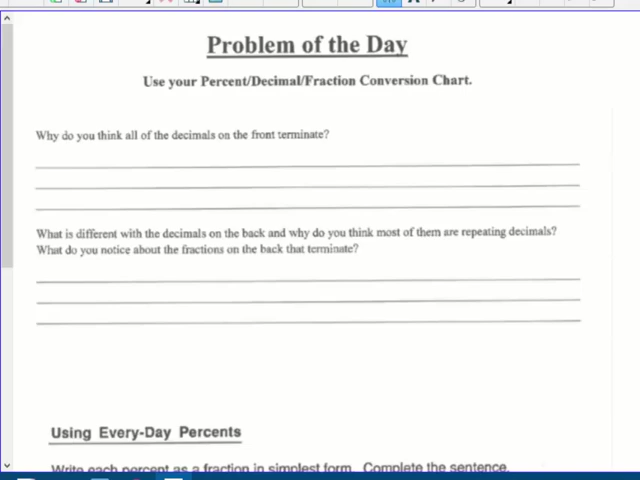 Problem of the Day
Use your Percent/Decimal/Fraction Conversion Chart.
Why do you think all of the decimals on the front terminate?
What is different with the decimals on the back and why do you think most of them are repeating decimals?
What do you notice about the fractions on the back that terminate?
Using Every-Day Percents
Write each percent as a fraction in simplest form. Complete the sentence.